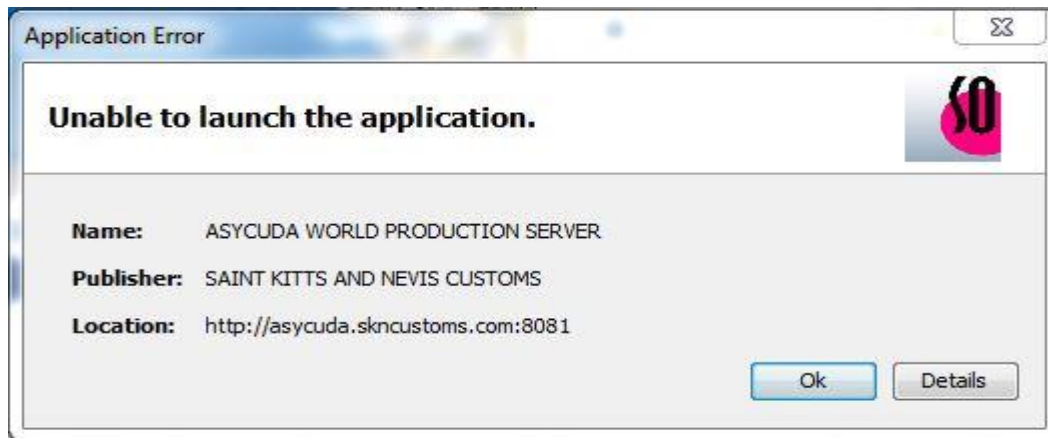 Application Error
Unable to launch the application.
SO
Name: ASYCUDA WORLD PRODUCTION SERVER
Publisher: SAINT KITTS AND NEVIS CUSTOMS
Location: http://asycuda.skncustoms.com:8081
Ok Details